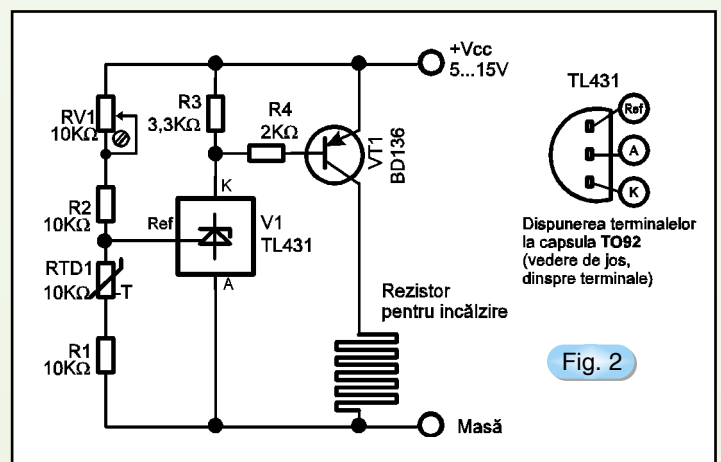 +Vcc
5...15V
RV1
10KΩ
R3
3,3KΩ
R4
2KΩ
VT1
BD136
R2
10KΩ
Ref
K
V1
TL431
A
RTD1
10KΩ
-T
R1
10KΩ
Rezistor
pentru incălzire
Masă
TL431
Ref
A
K
Dispunerea terminalelor
la capsula TO92
(vedere de jos,
dinspre terminale)
Fig. 2